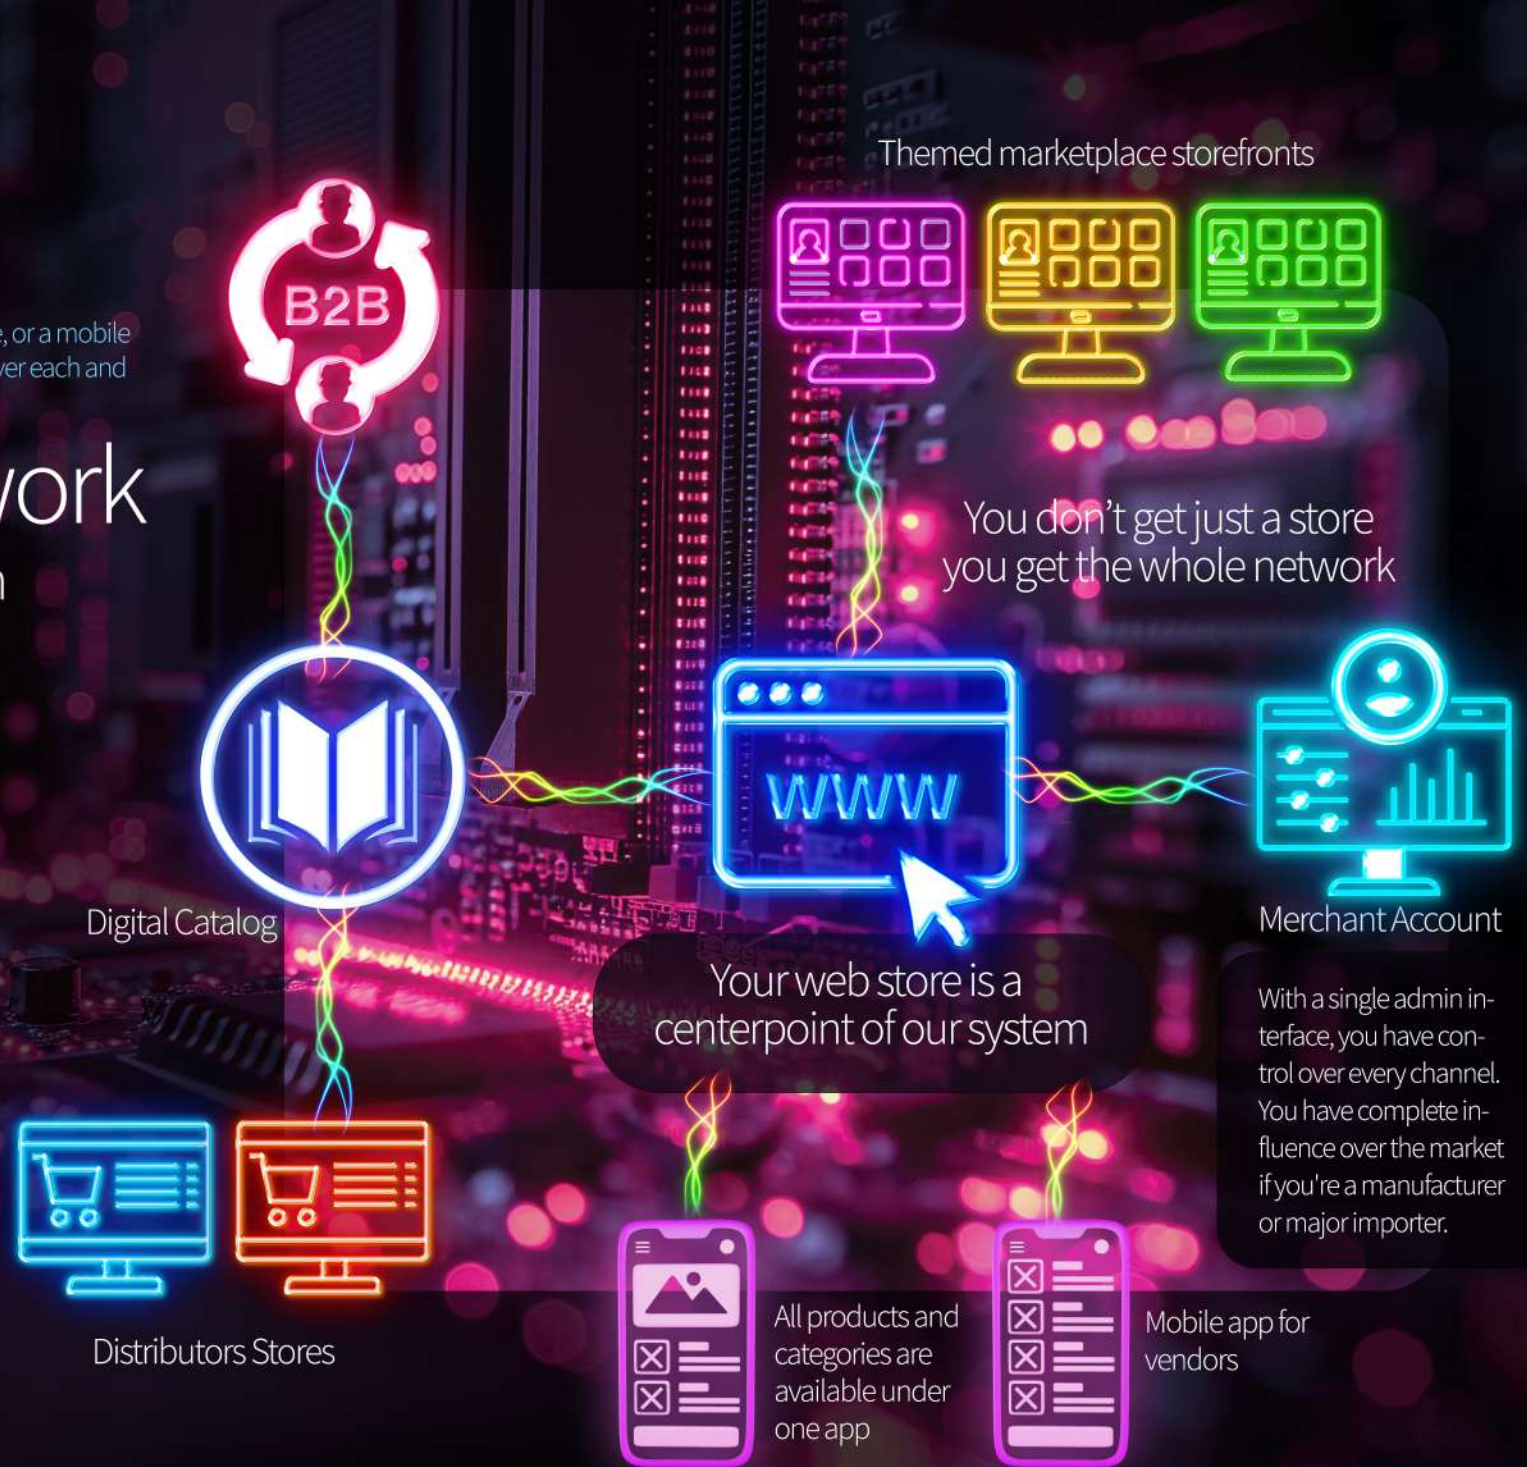 Themed marketplace storefronts
B2B
, or a mobile
each and
work
You don't get just a store
you get the whole network
www
Digital Catalog
Merchant Account
Your web store is a
centerpoint of our system
With a single admin in-
terface, you have con-
trol over every channel.
You have complete in-
fluence over the market
if you're a manufacturer
or major importer.
Distributors Stores
All products and
categories are
available under
one app
Mobile app for
vendors